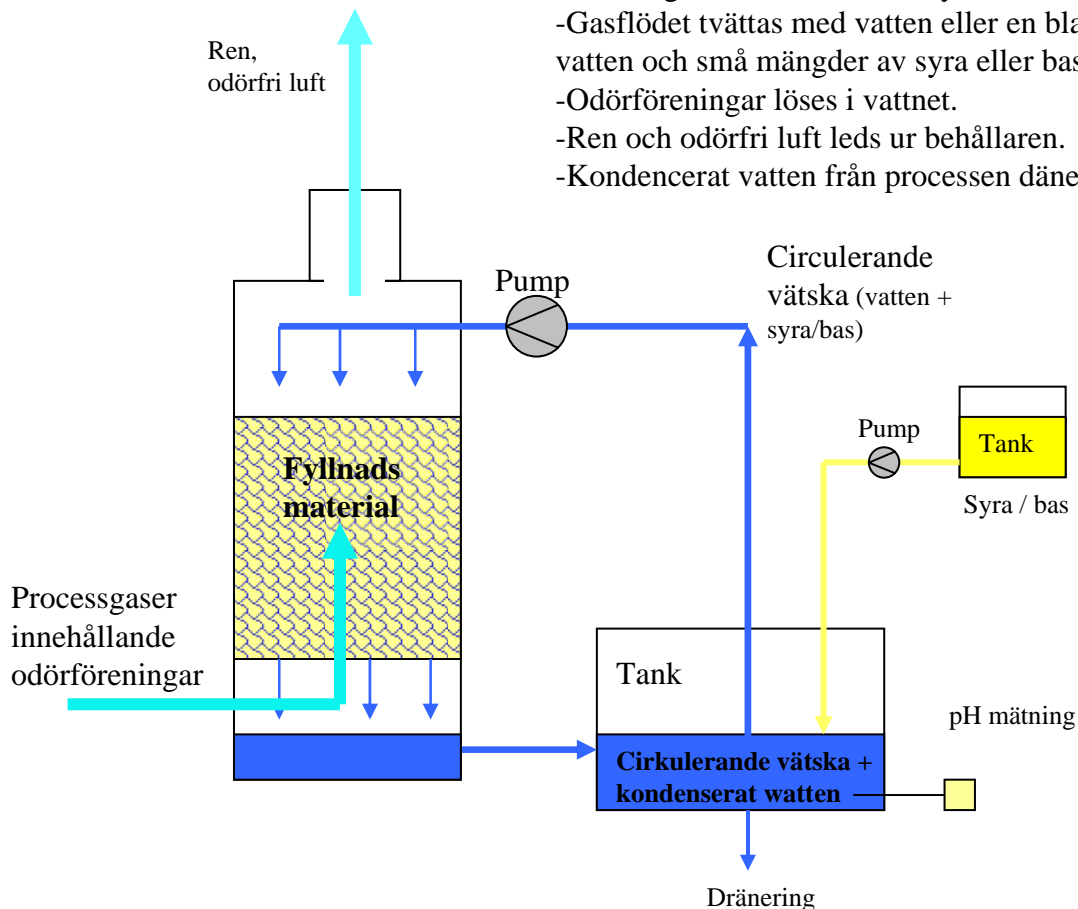 -Gasflödet tvättas med vatten eller en bla
vatten och små mängder av syra eller bas
-Odörföreningar löses i vattnet.
-Ren och odörfri luft leds ur behållaren.
-Kondencerat vatten från processen däne
Ren,
odörfri luft
Pump
Circulerande
vätska (vatten +
syra/bas)
Pump
Tank
Syra / bas
Fyllnads
material
Processgaser
innehållande
odörföreningar
Tank
pH mätning
Cirkulerande vätska +
kondenserat watten
Dränering